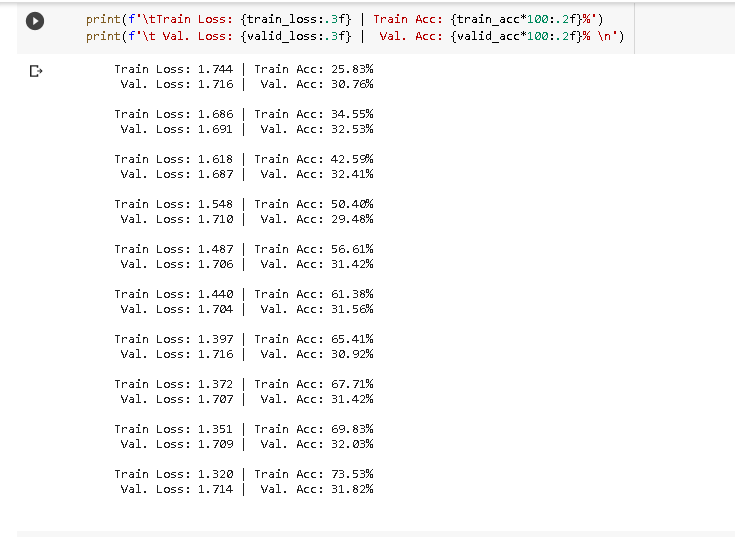 print(f'\tTrain Loss: {train_loss:.3f} | Train Acc: {train_acc*100:.2f}%')
print(f'\t Val. Loss: {valid_loss:.3f} |  Val. Acc: {valid_acc*100:.2f}% \n')
Train Loss: 1.744 | Train Acc: 25.83%
Val. Loss: 1.716 |  Val. Acc: 30.76%
Train Loss: 1.686 | Train Acc: 34.55%
Val. Loss: 1.691 |  Val. Acc: 32.53%
Train Loss: 1.618 | Train Acc: 42.59%
Val. Loss: 1.687 |  Val. Acc: 32.41%
Train Loss: 1.548 | Train Acc: 50.40%
Val. Loss: 1.710 |  Val. Acc: 29.48%
Train Loss: 1.487 | Train Acc: 56.61%
Val. Loss: 1.706 |  Val. Acc: 31.42%
Train Loss: 1.440 | Train Acc: 61.38%
Val. Loss: 1.704 |  Val. Acc: 31.56%
Train Loss: 1.397 | Train Acc: 65.41%
Val. Loss: 1.716 |  Val. Acc: 30.92%
Train Loss: 1.372 | Train Acc: 67.71%
Val. Loss: 1.707 |  Val. Acc: 31.42%
Train Loss: 1.351 | Train Acc: 69.83%
Val. Loss: 1.709 |  Val. Acc: 32.03%
Train Loss: 1.320 | Train Acc: 73.53%
Val. Loss: 1.714 |  Val. Acc: 31.82%